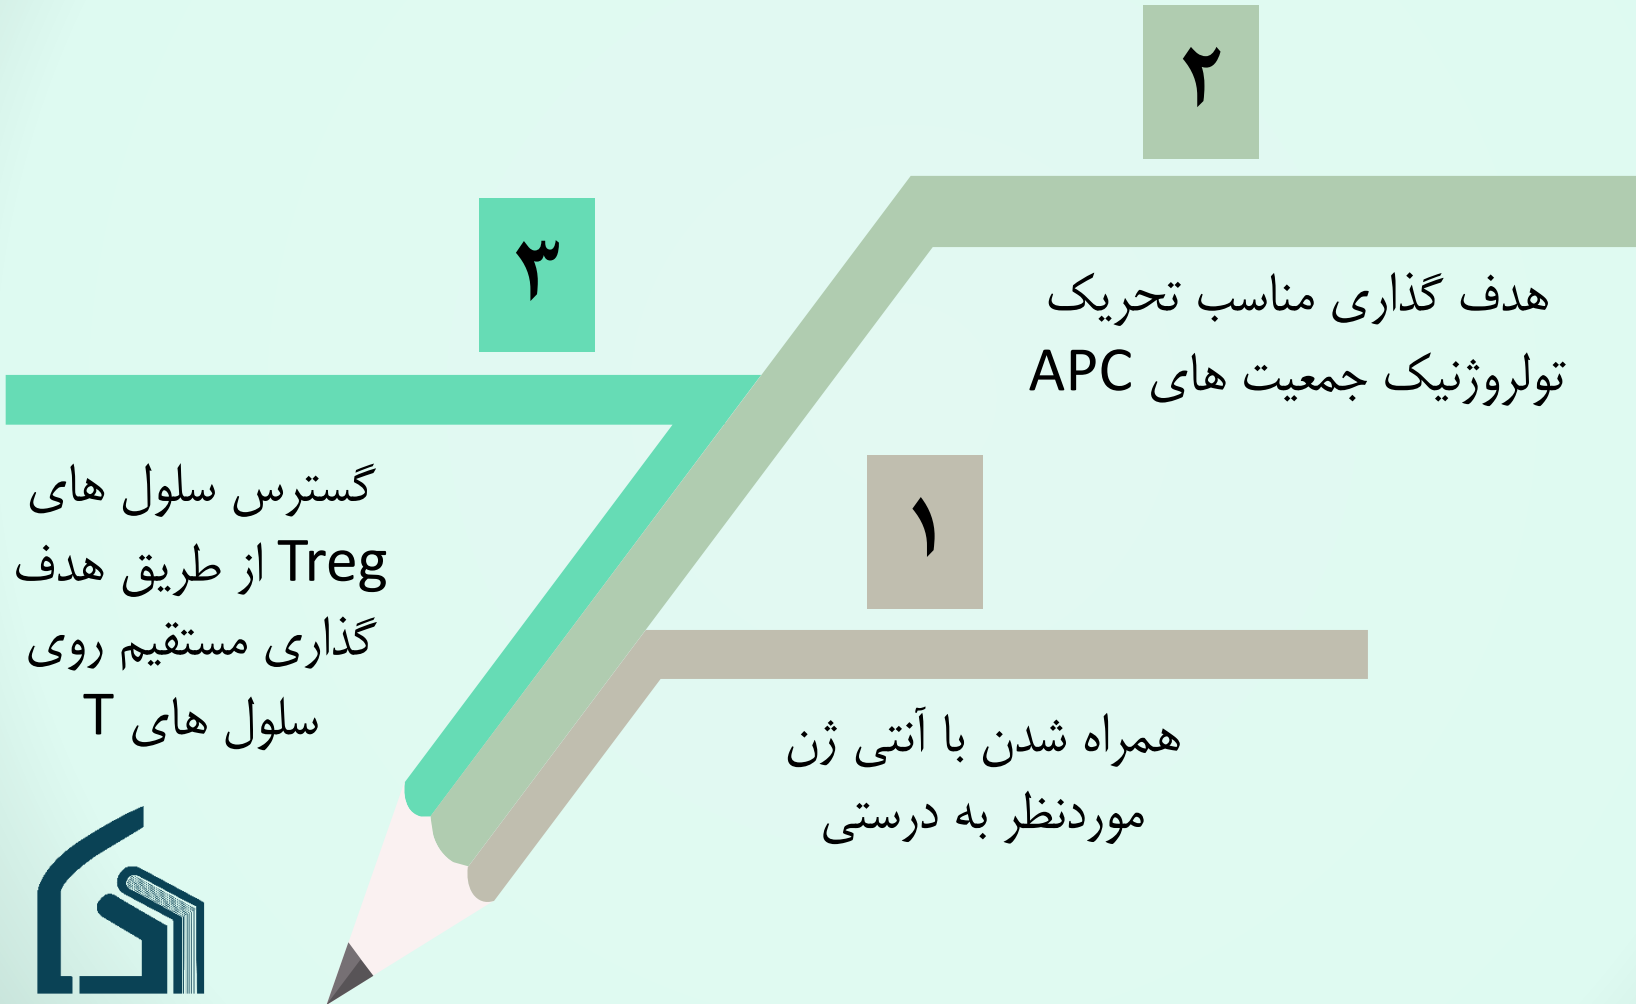 ۱
همراه شدن با آنتی ژن
موردنظر به درستی
۲
هدف گذاری مناسب تحریک
تولروژنیک جمعیت های APC
۳
گسترس سلول های
Treg از طریق هدف
گذاری مستقیم روی
سلول های T